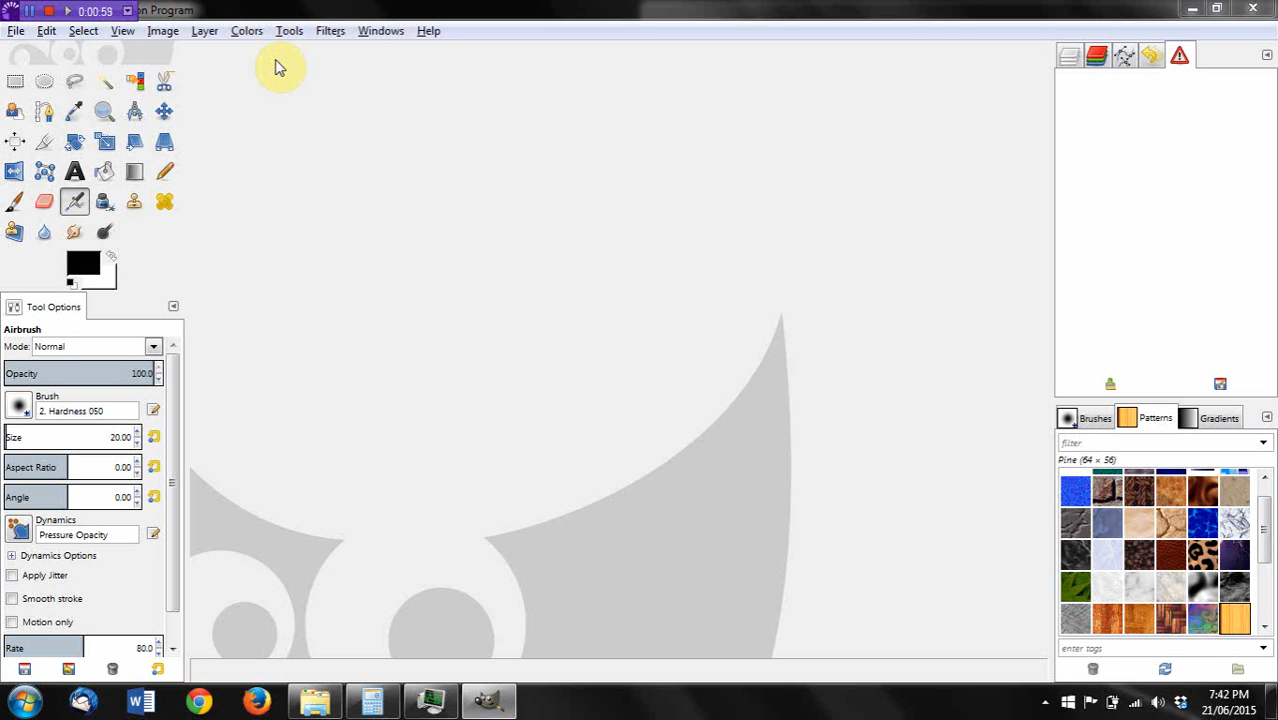 0:00:59
on Program
File Edit Select View Image Layer Colors Tools Filters Windows Help
Tool Options
Airbrush
Mode: Normal
Opacity 100.0
Brush
2. Hardness 050
Size 20.00
Aspect Ratio 0.00
Angle 0.00
Dynamics
Pressure Opacity
Dynamics Options
Apply Jitter
Smooth stroke
Motion only
Rate 80.0
Brushes Patterns Gradients
filter
Pine (64 × 56)
enter tags
7:42 PM
21/06/2015